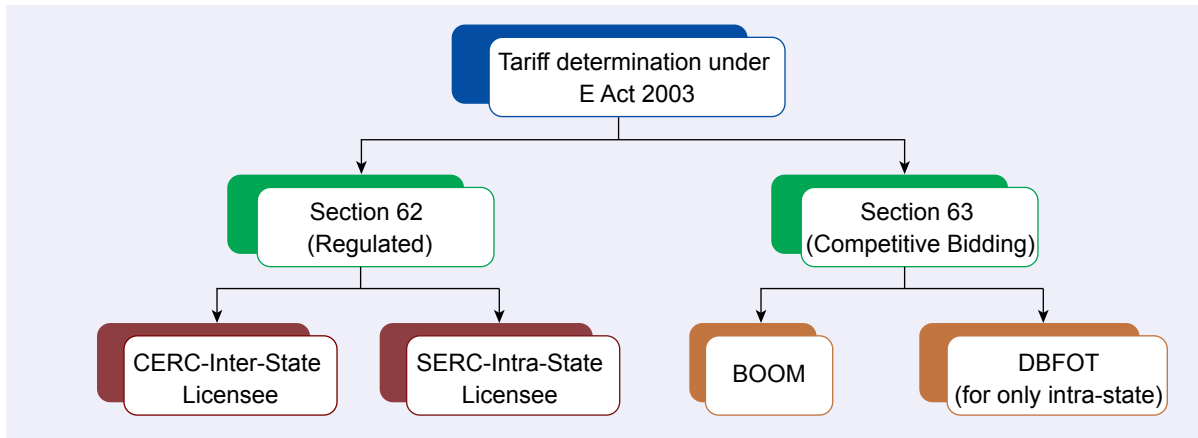 Tariff determination under
E Act 2003
Section 62
(Regulated)
Section 63
(Competitive Bidding)
CERC-Inter-State
Licensee
SERC-Intra-State
Licensee
BOOM
DBFOT
(for only intra-state)